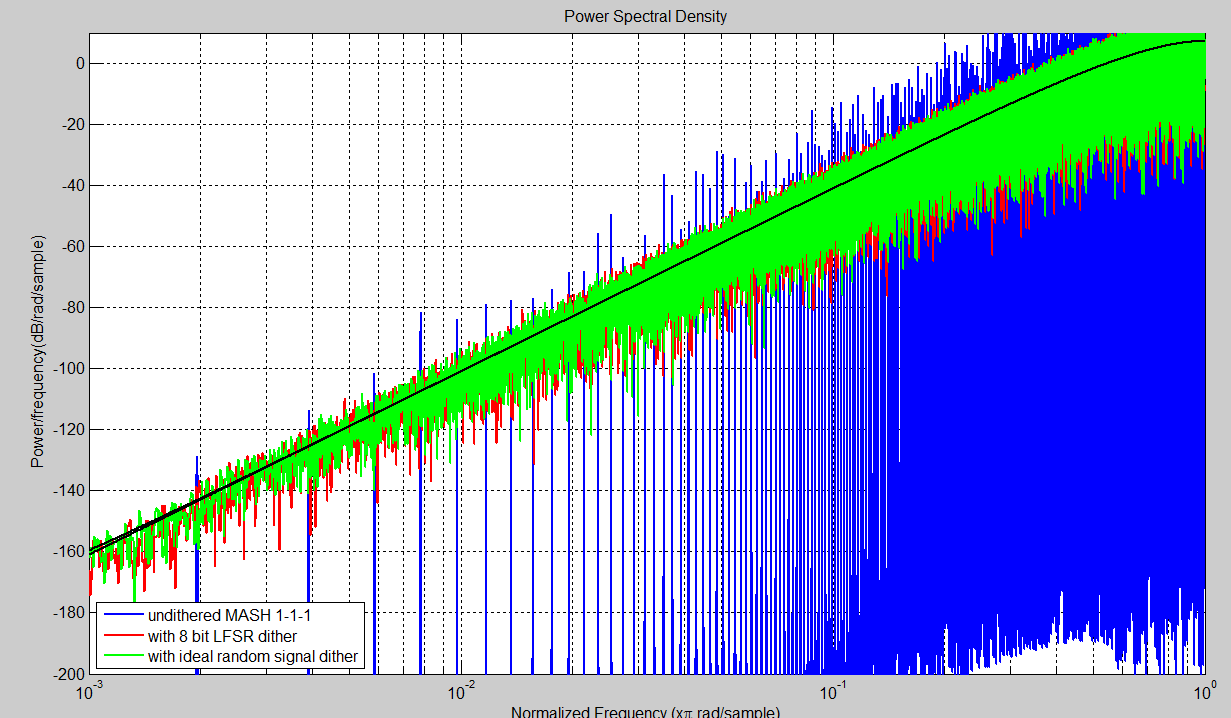 Power Spectral Density
Power/frequency(dB/rad/sample)
0
-20
-40
-60
-80
-100
-120
-140
-160
-180
-200
undithered MASH 1-1-1
with 8 bit LFSR dither
with ideal random signal dither
10^-3
10^-2
10^-1
10^0
Normalized Frequency (xπ rad/sample)